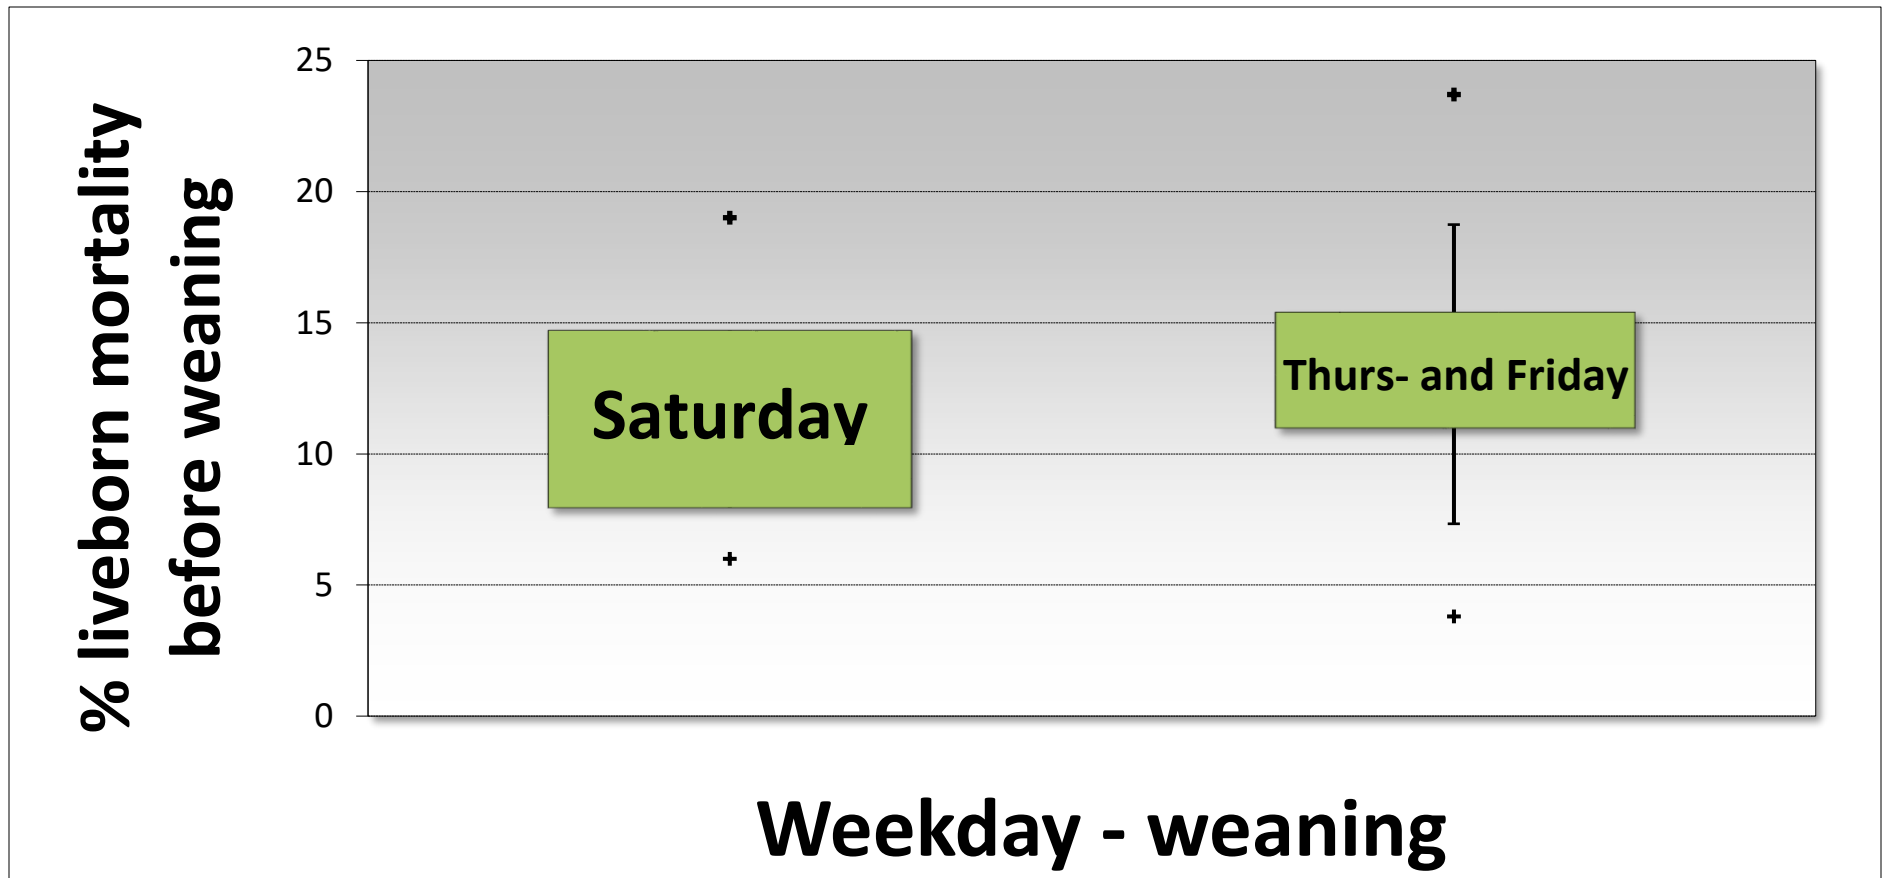 % liveborn mortality
before weaning
25
20
15
10
5
0
Saturday
Thurs- and Friday
Weekday - weaning